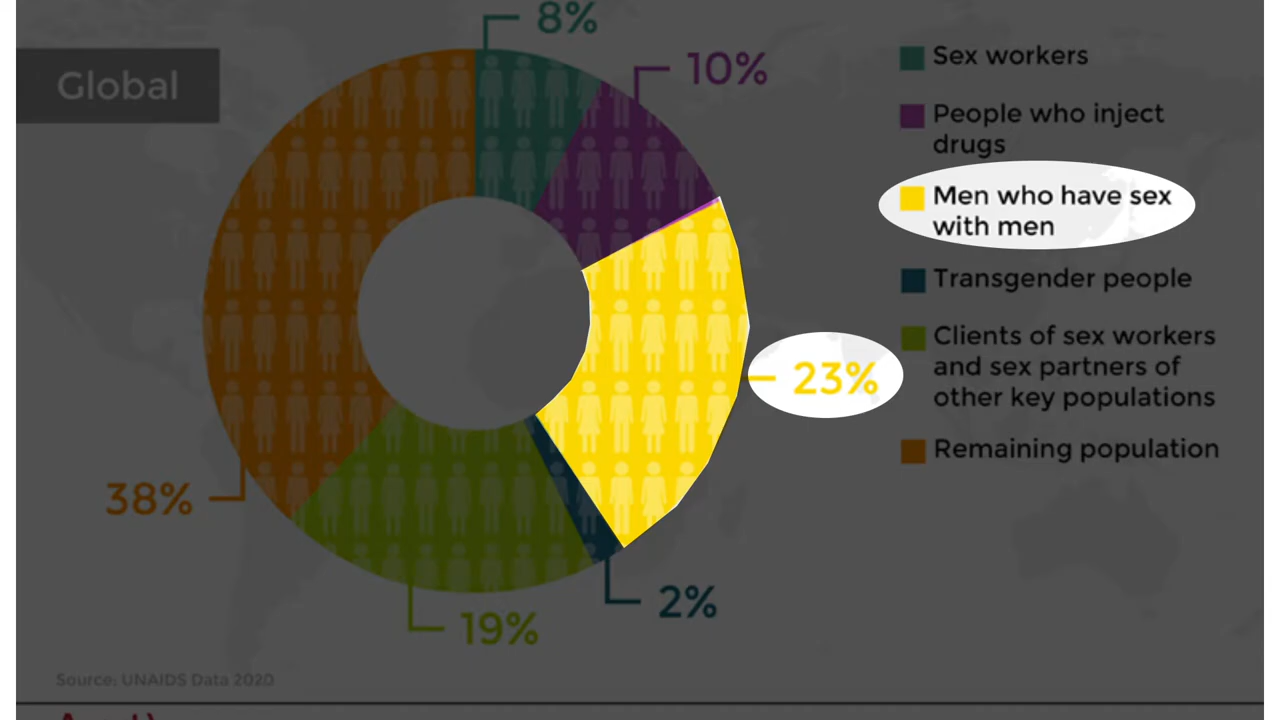 8%
10%
Global
Sex workers
People who inject
drugs
Men who have sex
with men
Transgender people
Clients of sex workers
and sex partners of
other key populations
Remaining population
23%
38%
2%
19%
Source: UNAIDS Data 2020